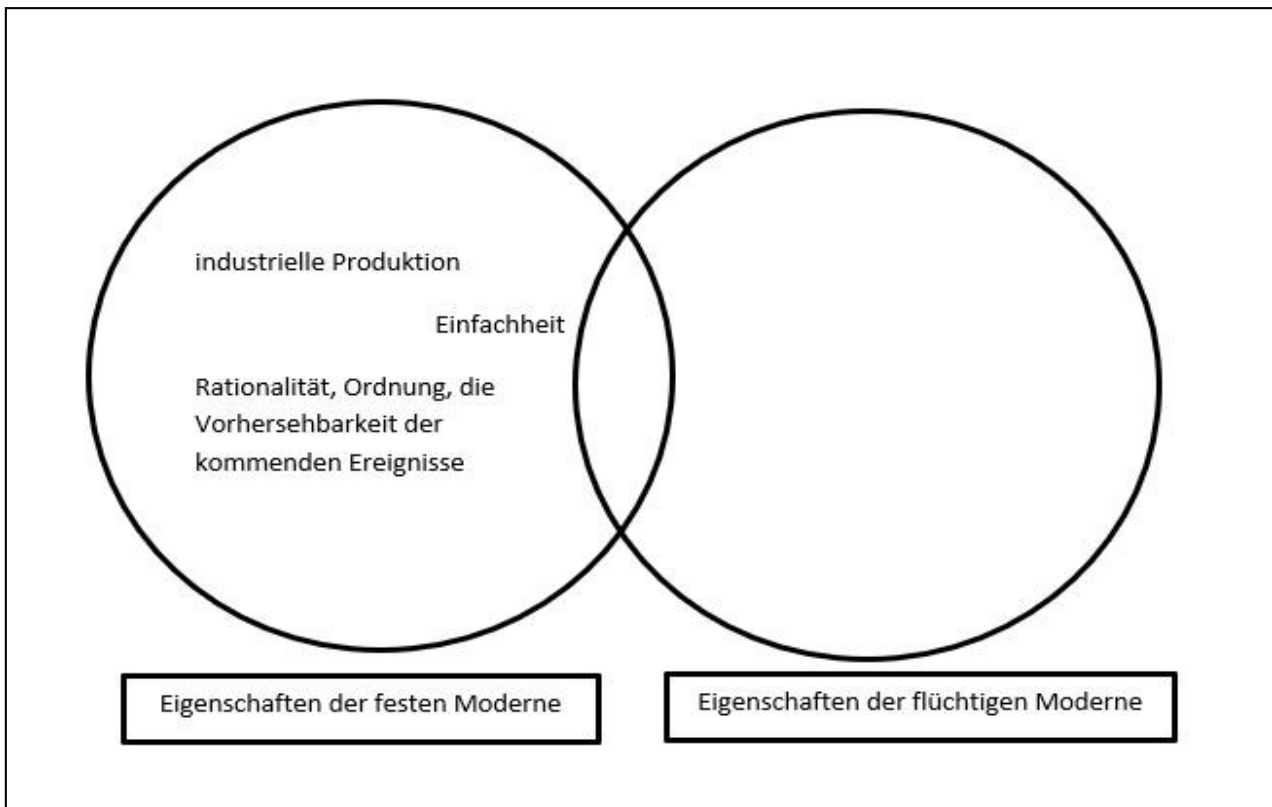 industrielle Produktion
Einfachheit
Rationalität, Ordnung, die
Vorhersehbarkeit der
kommenden Ereignisse
Eigenschaften der festen Moderne
Eigenschaften der flüchtigen Moderne